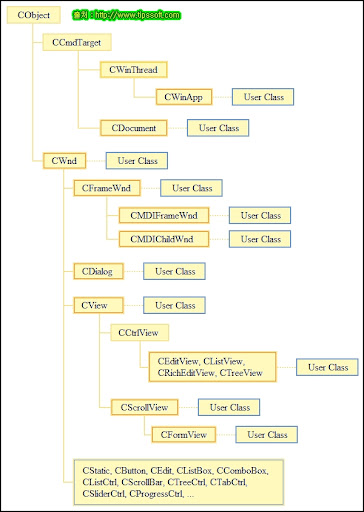 CObject
출처 : http://www.tipssoft.com
CCmdTarget
CWinThread
CWinApp User Class
CDocument User Class
CWnd User Class
CFrameWnd User Class
CMDIFrameWnd User Class
CMDIChildWnd User Class
CDialog User Class
CView User Class
CCtrlView
CEditView, CListView,
CRichEditView, CTreeView
User Class
CScrollView User Class
CFormView User Class
CStatic, CButton, CEdit, CListBox, CComboBox,
CListCtrl, CScrollBar, CTreeCtrl, CTabCtrl,
CSliderCtrl, CProgressCtrl, ...